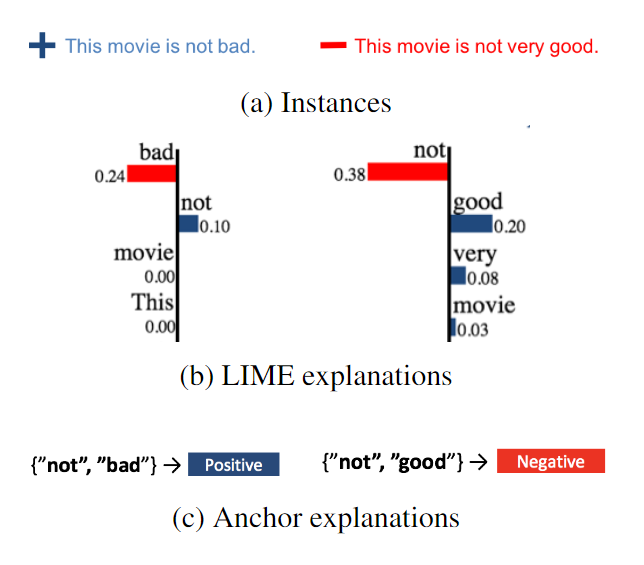 + This movie is not bad.
− This movie is not very good.
(a) Instances
bad
0.24
not
0.10
movie
0.00
This
0.00
not
0.38
good
0.20
very
0.08
movie
0.03
(b) LIME explanations
{”not”, ”bad”} → Positive
{”not”, ”good”} → Negative
(c) Anchor explanations